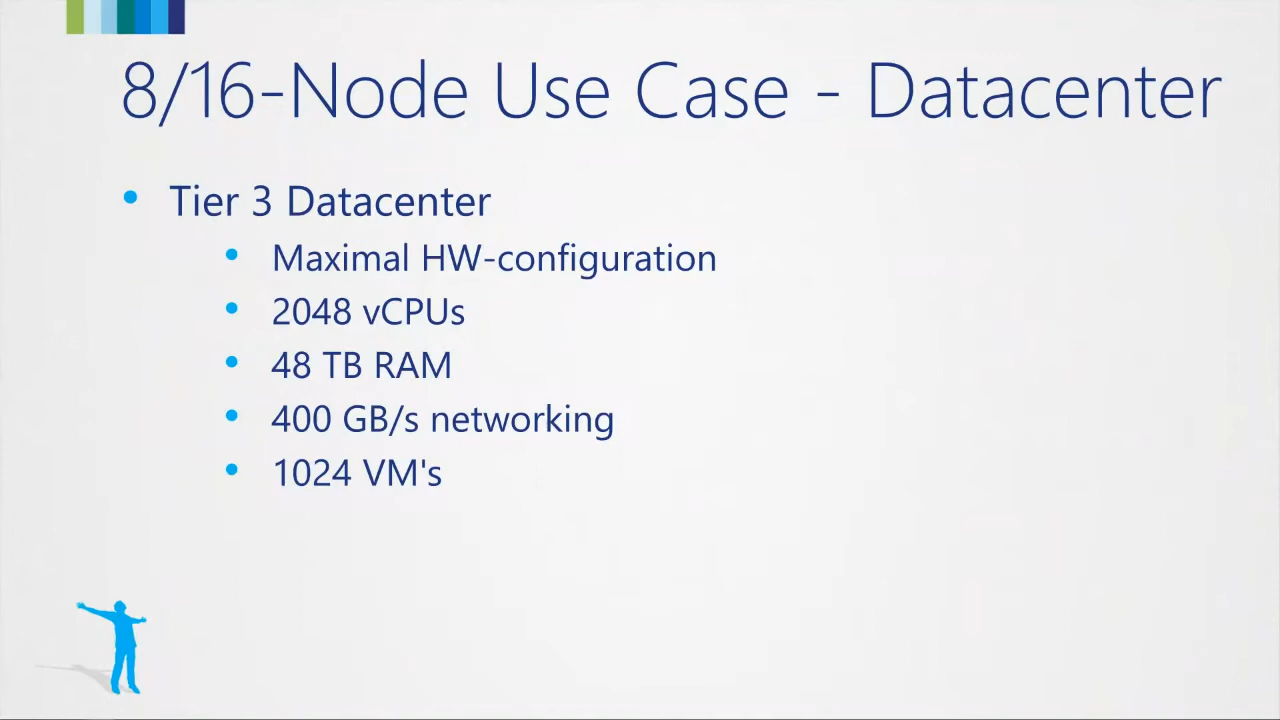 8/16-Node Use Case - Datacenter
• Tier 3 Datacenter
• Maximal HW-configuration
• 2048 vCPUs
• 48 TB RAM
• 400 GB/s networking
• 1024 VM's